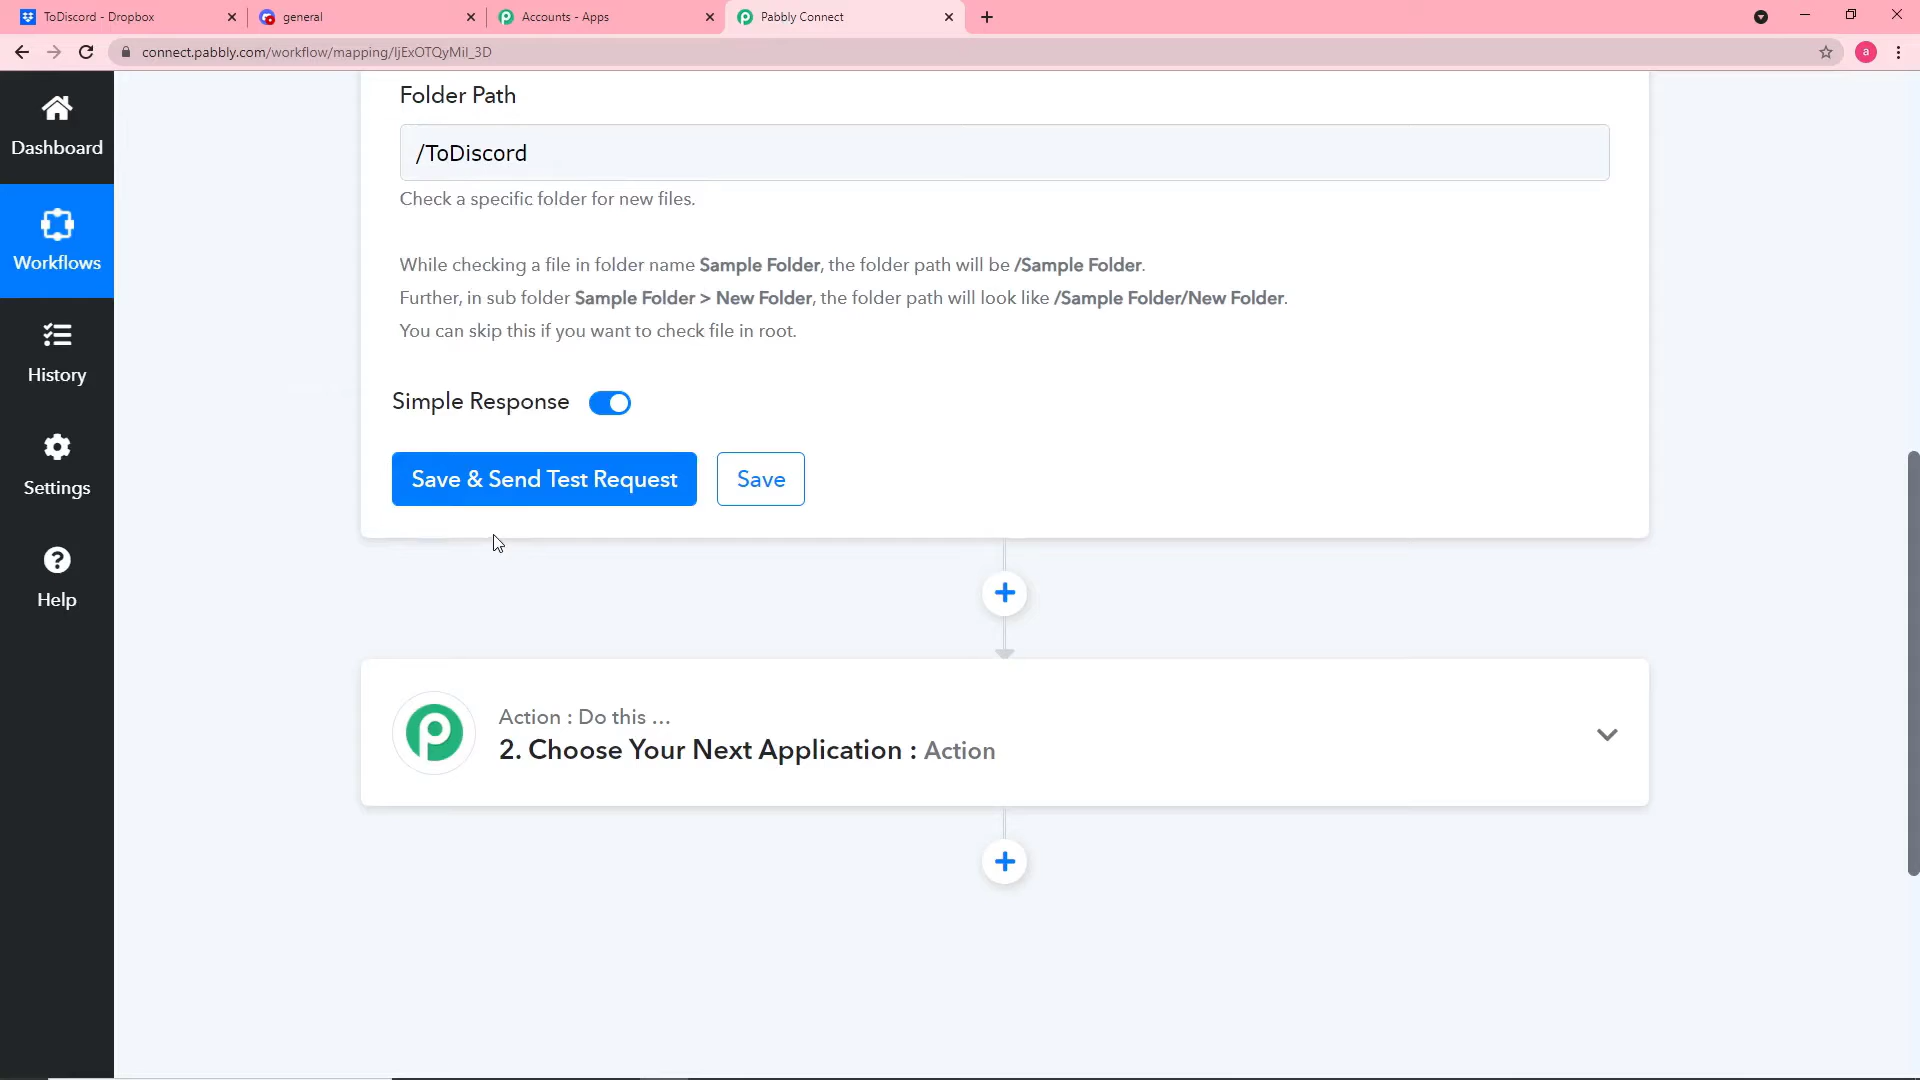 ToDiscord - Dropbox
general
Accounts - Apps
Pabbly Connect
connect.pabbly.com/workflow/mapping/IjExOTQyMiI_3D
a
Dashboard
Workflows
History
Settings
Help
Folder Path
/ToDiscord
Check a specific folder for new files.
While checking a file in folder name Sample Folder, the folder path will be /Sample Folder.
Further, in sub folder Sample Folder > New Folder, the folder path will look like /Sample Folder/New Folder.
You can skip this if you want to check file in root.
Simple Response
Save & Send Test Request
Save
Action : Do this ...
2. Choose Your Next Application : Action